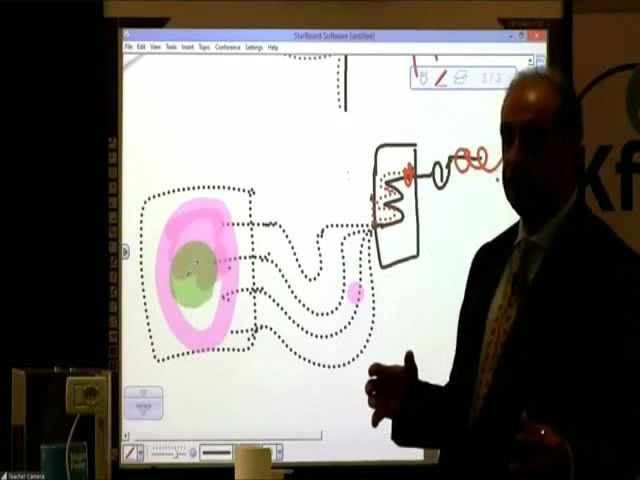 StarBoard Software [untitled]
File Edit View Tools Insert Topic Conference Settings Help
3/3
Kf
Teacher Camera